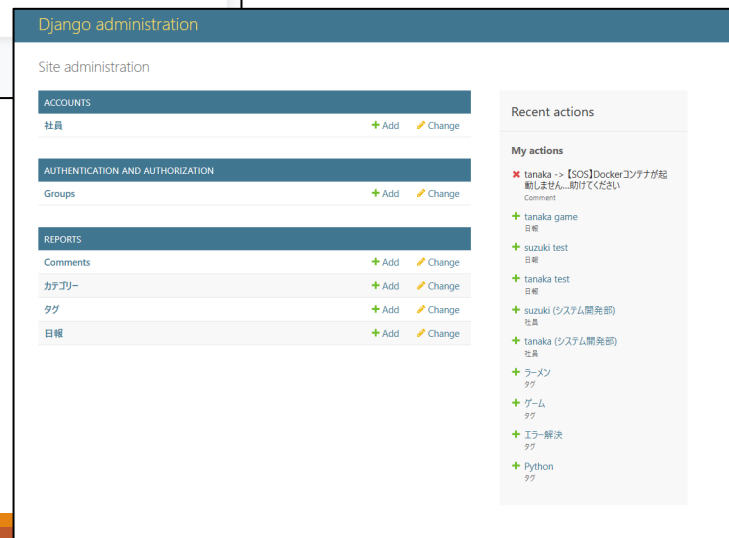 Django administration
Site administration
ACCOUNTS
社員 Add Change
AUTHENTICATION AND AUTHORIZATION
Groups Add Change
REPORTS
Comments Add Change
カテゴリー Add Change
タグ Add Change
日報 Add Change
Recent actions
My actions
tanaka -> 【SOS】Dockerコンテナが起
動しません...助けてください
Comment
tanaka game
日報
suzuki test
日報
tanaka test
日報
suzuki (システム開発部)
社員
tanaka (システム開発部)
社員
ラーメン
タグ
ゲーム
タグ
エラー解決
タグ
Python
タグ